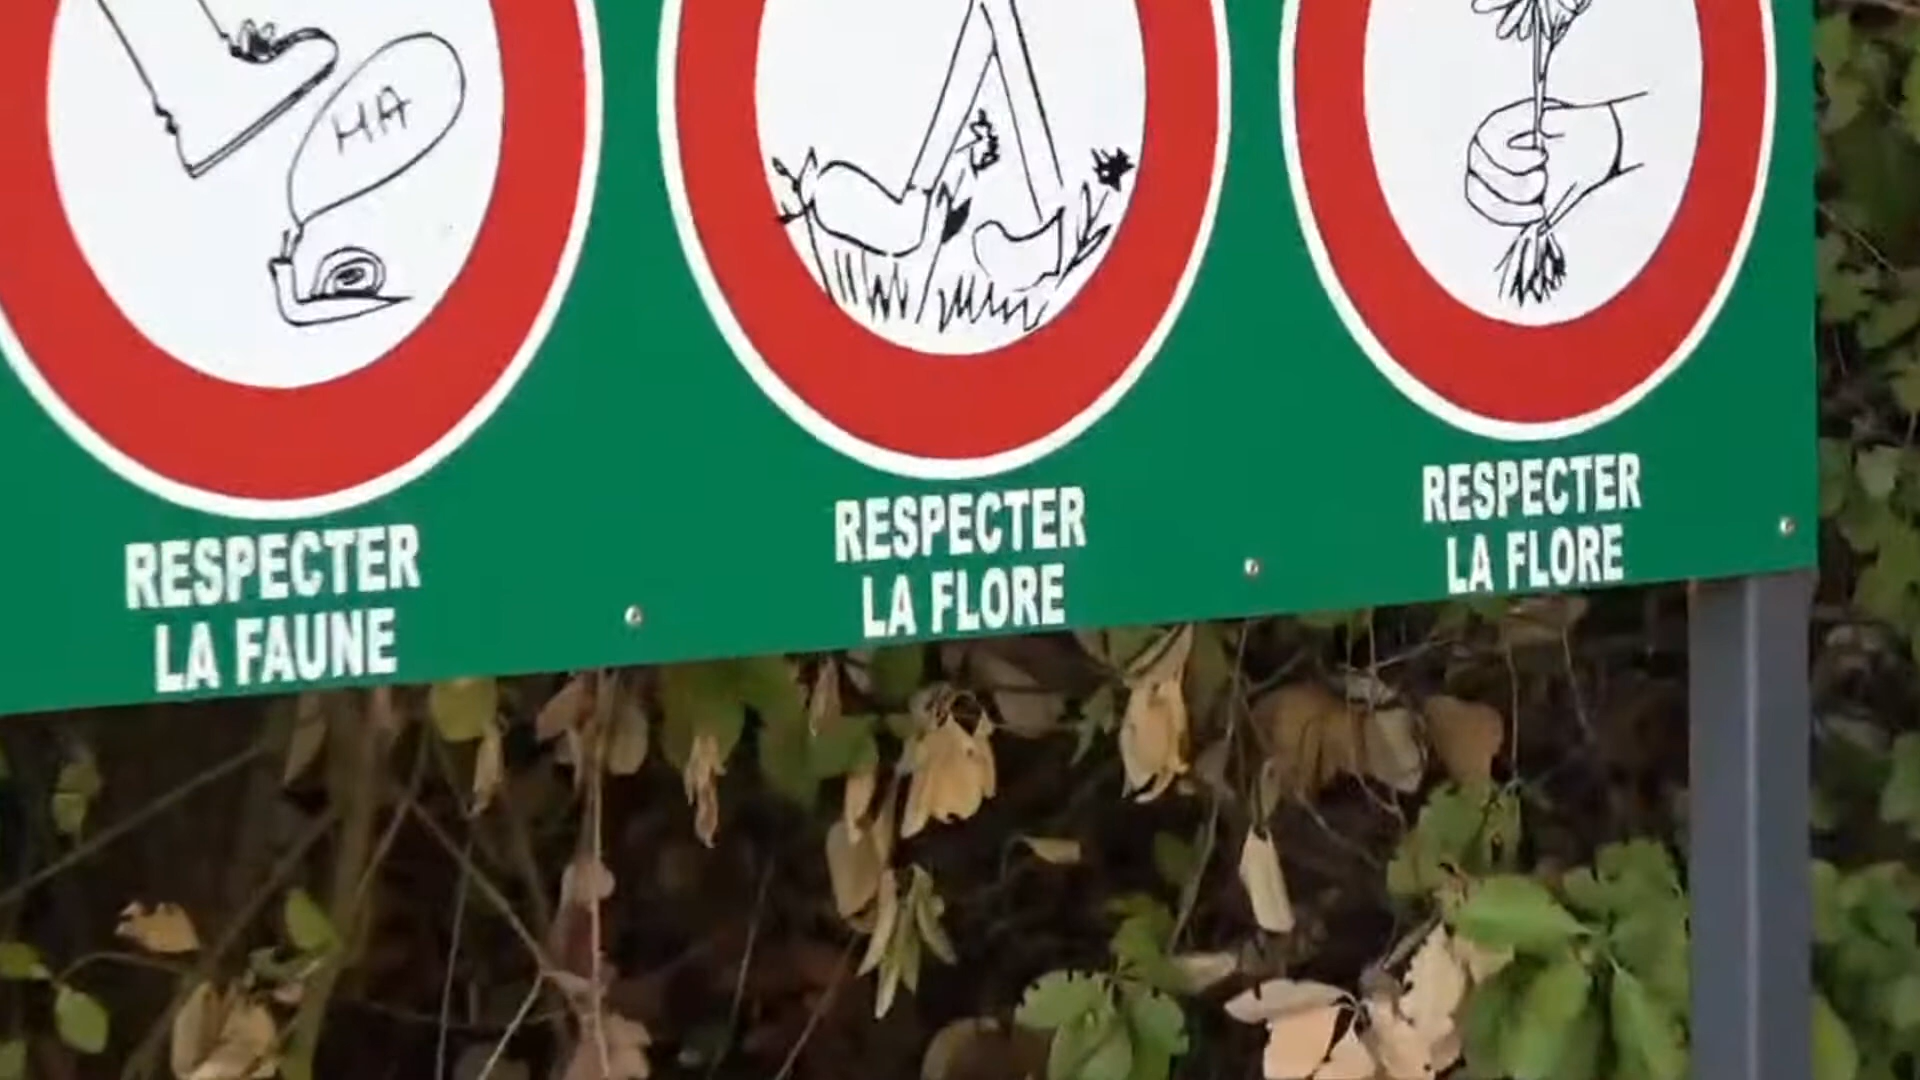 HA
RESPECTER
LA FAUNE
RESPECTER
LA FLORE
RESPECTER
LA FLORE